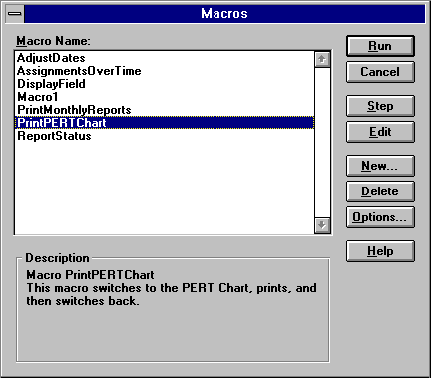 Macros
Macro Name:
AdjustDates
AssignmentsOverTime
DisplayField
Macro1
PrintMonthlyReports
PrintPERTChart
ReportStatus
Run
Cancel
Step
Edit
New...
Delete
Options...
Help
Description
Macro PrintPERTChart
This macro switches to the PERT Chart, prints, and
then switches back.